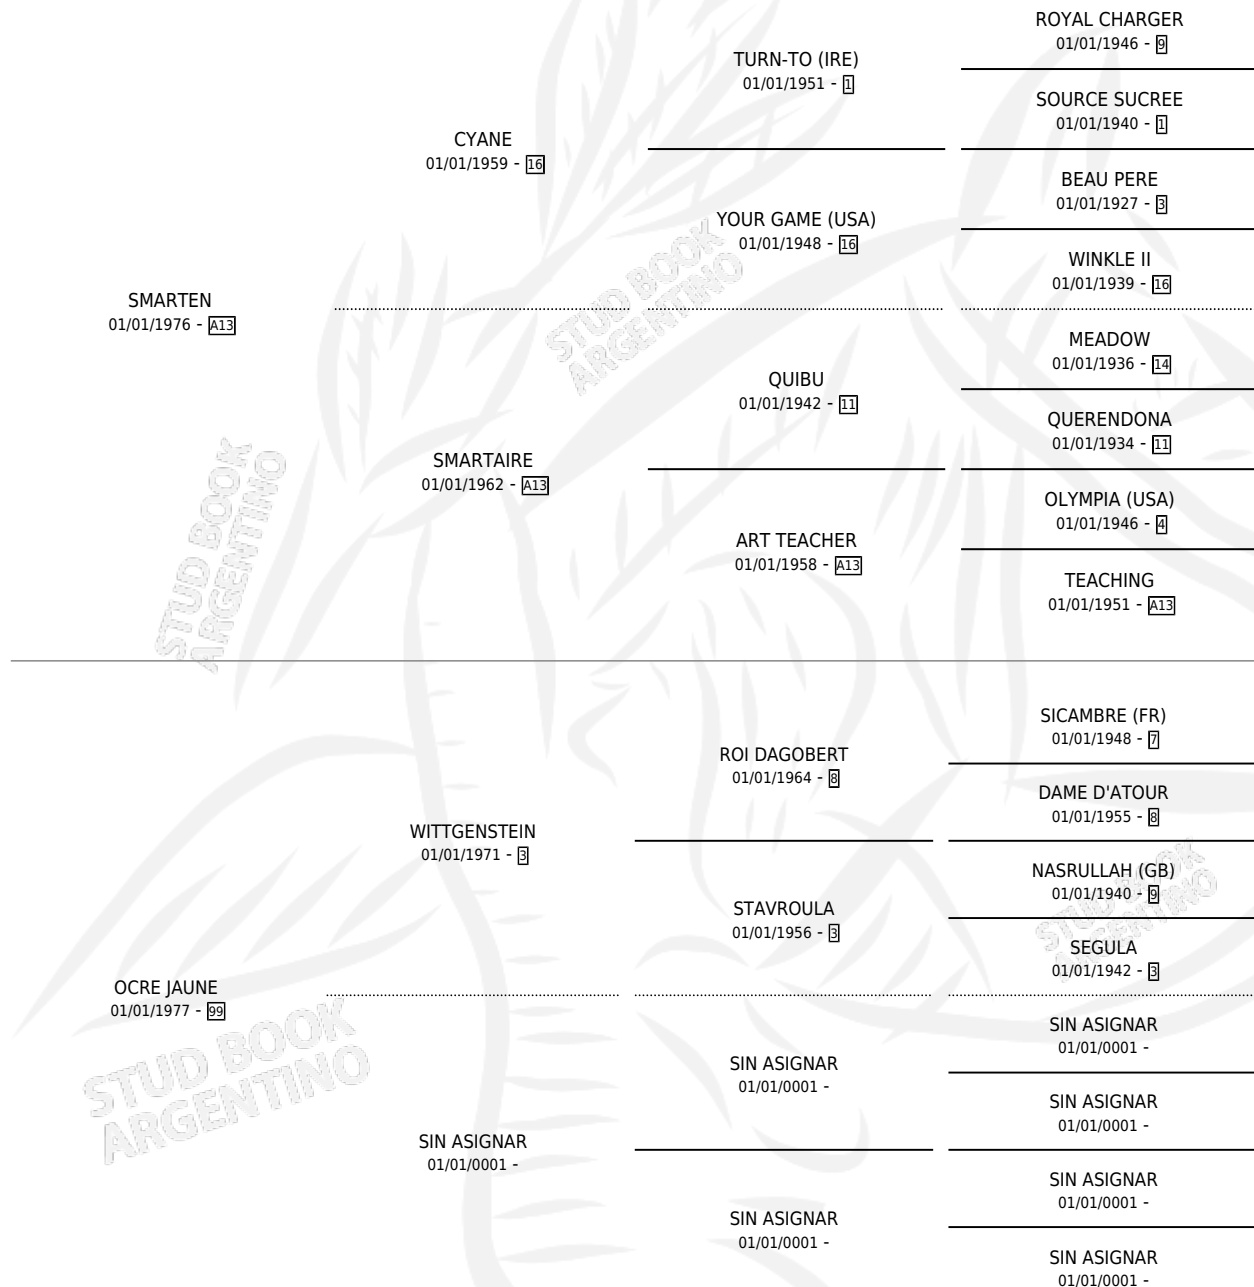 ROYAL CHARGER
01/01/1946 - 9
TURN-TO (IRE)
01/01/1951 - 1
SOURCE SUCREE
01/01/1940 - 1
CYANE
01/01/1959 - 16
BEAU PERE
01/01/1927 - 3
YOUR GAME (USA)
01/01/1948 - 16
WINKLE II
01/01/1939 - 16
SMARTEN
01/01/1976 - A13
MEADOW
01/01/1936 - 14
QUIBU
01/01/1942 - 11
QUERENDONA
01/01/1934 - 11
SMARTAIRE
01/01/1962 - A13
OLYMPIA (USA)
01/01/1946 - 4
ART TEACHER
01/01/1958 - A13
TEACHING
01/01/1951 - A13
SICAMBRE (FR)
01/01/1948 - 7
ROI DAGOBERT
01/01/1964 - 8
DAME D'ATOUR
01/01/1955 - 8
WITTGENSTEIN
01/01/1971 - 3
NASRULLAH (GB)
01/01/1940 - 9
STAVROULA
01/01/1956 - 3
SEGULA
01/01/1942 - 3
OCRE JAUNE
01/01/1977 - 99
SIN ASIGNAR
01/01/0001 -
SIN ASIGNAR
01/01/0001 -
SIN ASIGNAR
01/01/0001 -
SIN ASIGNAR
01/01/0001 -
SIN ASIGNAR
01/01/0001 -
SIN ASIGNAR
01/01/0001 -
SIN ASIGNAR
01/01/0001 -
STUD BOOK
ARGENTINO
STUD BOOK
ARGENTINO
STUD BOOK
ARGENTINO
STUD BOOK
ARGENTINO